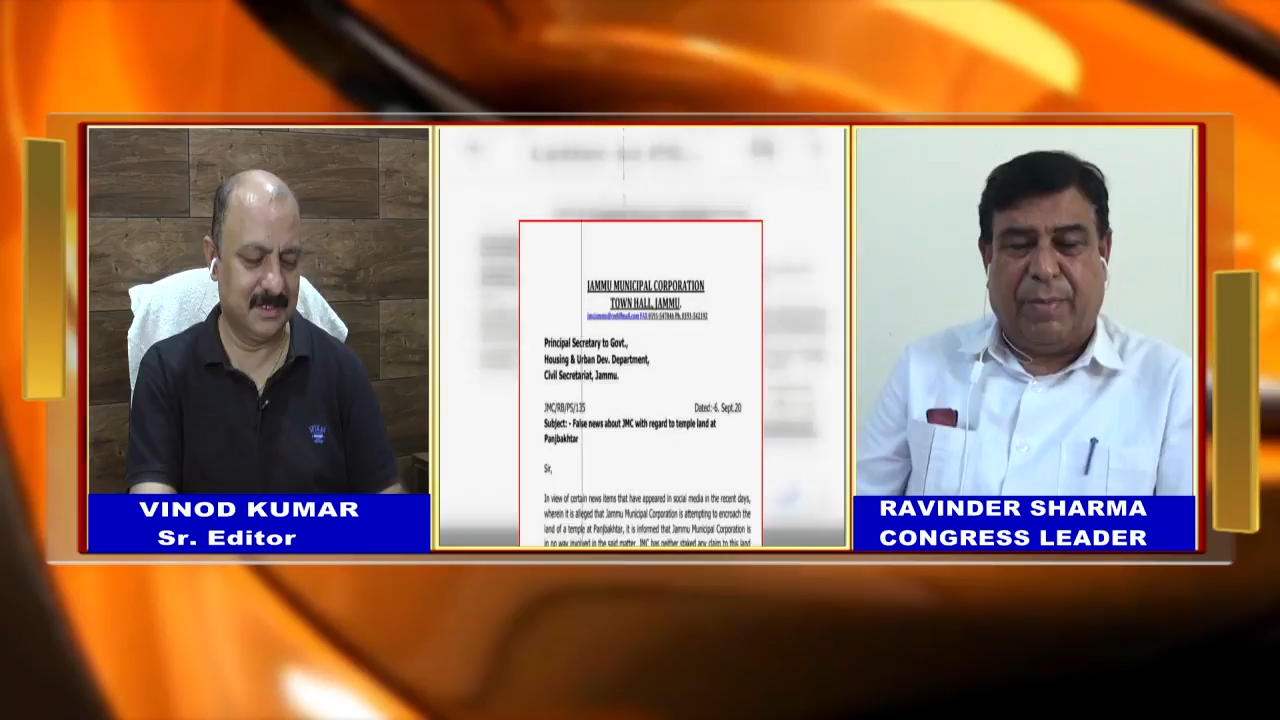 JAMMU MUNICIPAL CORPORATION
TOWN HALL, JAMMU.
Principal Secretary to Govt.,
Housing & Urban Dev. Department,
Civil Secretariat, Jammu.
JMC/RB/PS/135 Dated:-6. Sept.20
Subject: - False news about JMC with regard to temple land at
Panjbakhtar
Sir,
In view of certain news items that have appeared in social media in the recent days,
wherein it is alleged that Jammu Municipal Corporation is attempting to encroach the
land of a temple at Panjbakhtar, it is informed that Jammu Municipal Corporation is
in no way involved in the said matter. JMC has neither staked any claim to this land
VINOD KUMAR
Sr. Editor
RAVINDER SHARMA
CONGRESS LEADER